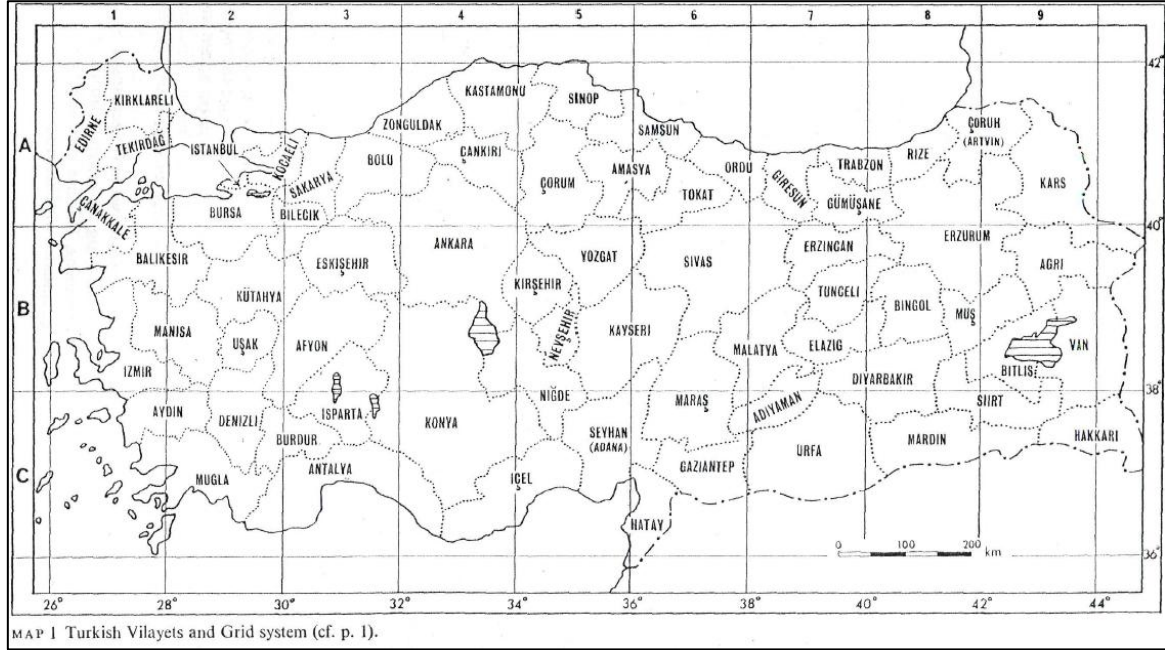 1 2 3 4 5 6 7 8 9
42°
KASTAMONU
SİNOP
KIRKLARELİ
ZONGULDAK
SAMSUN
ÇORUH
(ARTVİN)
EDIRNE
A
TEKIRDAĞ
ISTANBUL
KOCAELİ
BOLU
ÇANKIRI
ORDU
TRABZON
RIZE
A
SAKARYA
ÇORUM
AMASYA
TOKAT
GIRESUN
KARS
ÇANAKKALE
BURSA
BILECIK
GÜMÜŞANE
40°
BALIKESIR
ESKIŞEHIR
ANKARA
YOZGAT
SIVAS
ERZINCAN
ERZURUM
AGRI
KIRŞEHIR
KÜTAHYA
TUNCELI
BINGOL
B
MANISA
UŞAK
AFYON
NEVŞEHIR
KAYSERI
MALATYA
ELAZIG
MUŞ
VAN
B
IZMIR
BITLIS
DIYARBAKIR
38°
AYDIN
DENIZLI
ISPARTA
KONYA
NIĞDE
MARAŞ
ADIYAMAN
SIIRT
BURDUR
SEYHAN
(ADANA)
URFA
MARDIN
HAKKARI
C
MUGLA
ANTALYA
IÇEL
GAZIANTEP
C
HATAY
0 100 200
km
36°
26° 28° 30° 32° 34° 36° 38° 40° 42° 44°
MAP 1 Turkish Vilayets and Grid system (cf. p. 1).